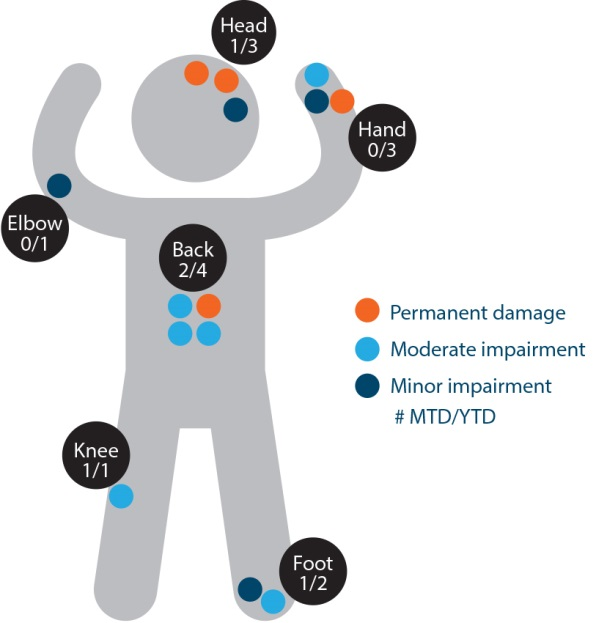 Head
1/3
Hand
0/3
Elbow
0/1
Back
2/4
Permanent damage
Moderate impairment
Minor impairment
# MTD/YTD
Knee
1/1
Foot
1/2